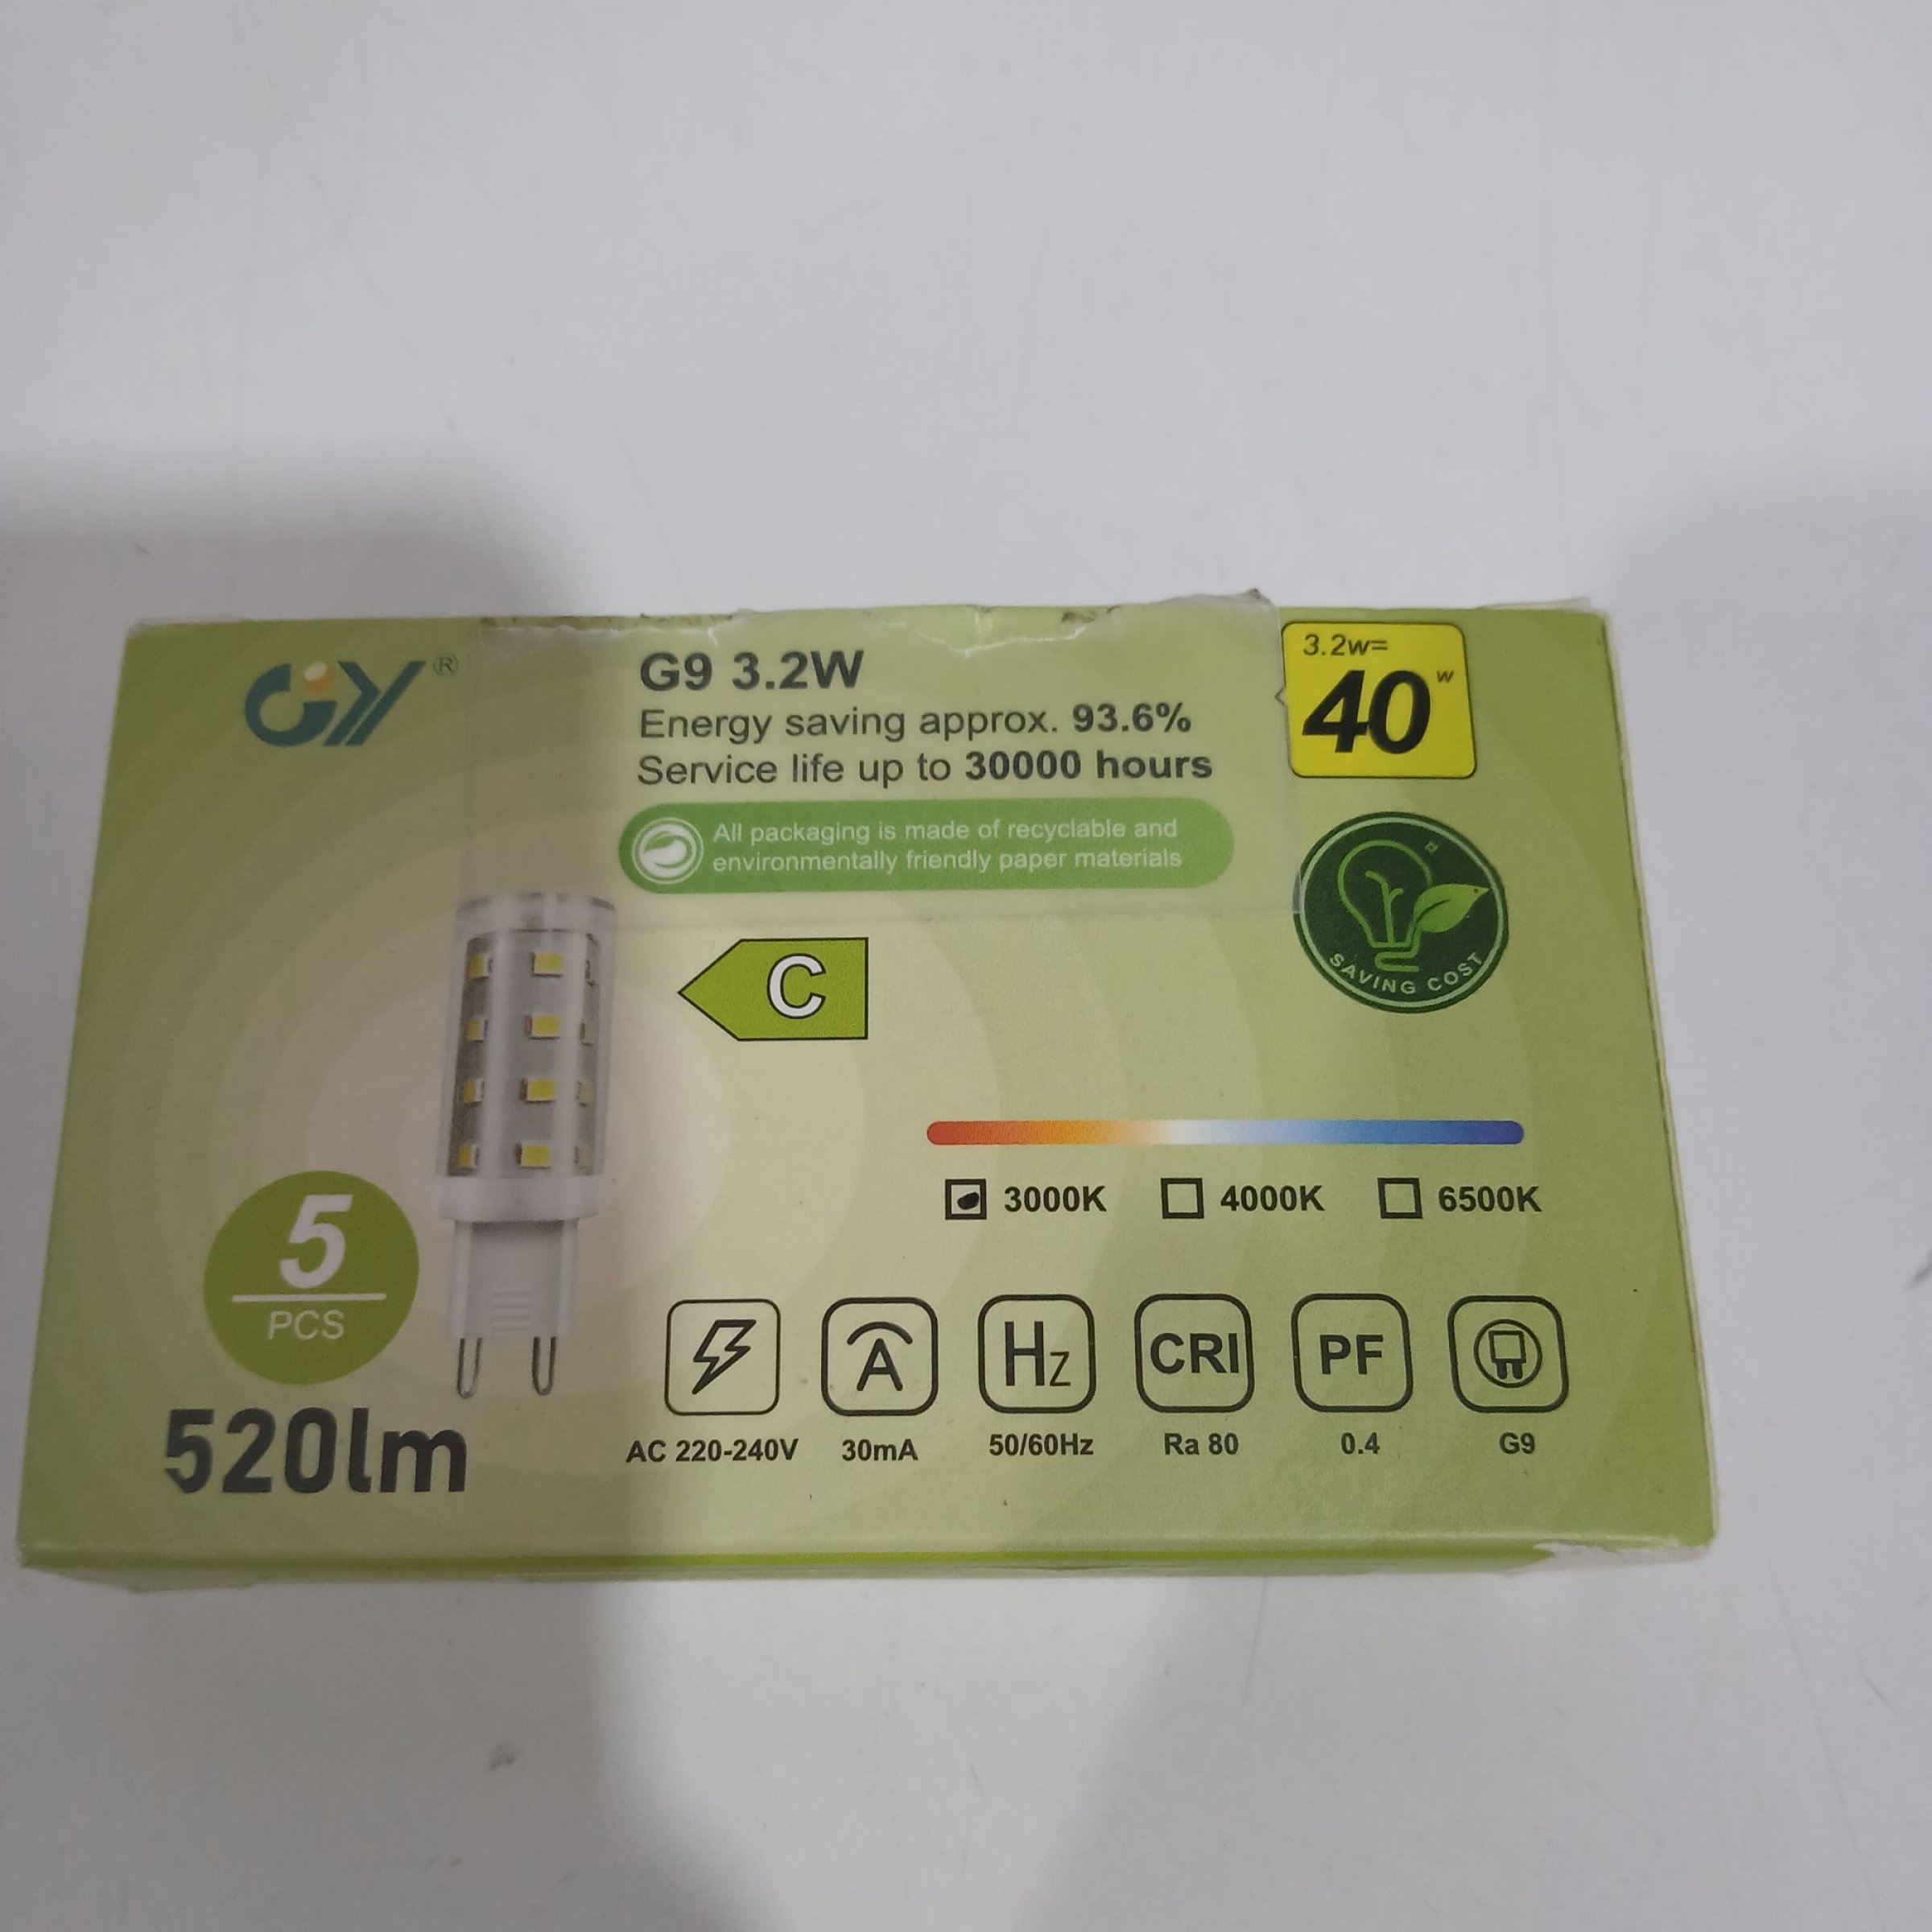 GY®
G9 3.2W
Energy saving approx. 93.6%
Service life up to 30000 hours
All packaging is made of recyclable and
environmentally friendly paper materials
3.2w=
40w
SAVING COST
C
3000K 4000K 6500K
5
PCS
520lm
A Hz CRI PF
AC 220-240V 30mA 50/60Hz Ra 80 0.4 G9